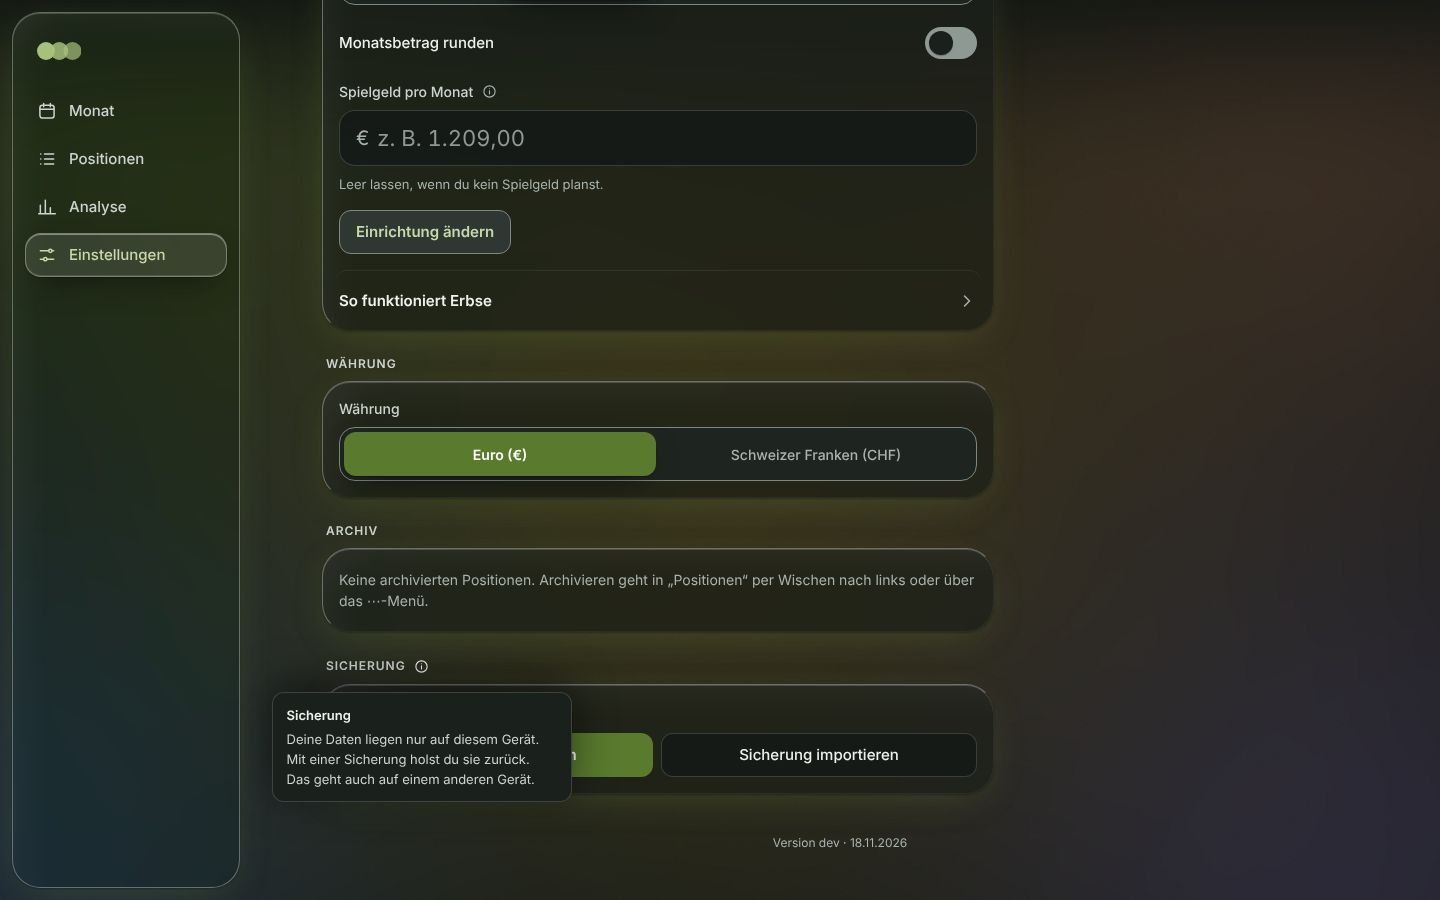 Monat
Positionen
Analyse
Einstellungen
Monatsbetrag runden
Spielgeld pro Monat
€ z. B. 1.209,00
Leer lassen, wenn du kein Spielgeld planst.
Einrichtung ändern
So funktioniert Erbse
WÄHRUNG
Währung
Euro (€)
Schweizer Franken (CHF)
ARCHIV
Keine archivierten Positionen. Archivieren geht in „Positionen“ per Wischen nach links oder über
das ···-Menü.
SICHERUNG
Sicherung
Deine Daten liegen nur auf diesem Gerät.
Mit einer Sicherung holst du sie zurück.
Das geht auch auf einem anderen Gerät.
Sicherung importieren
Version dev · 18.11.2026